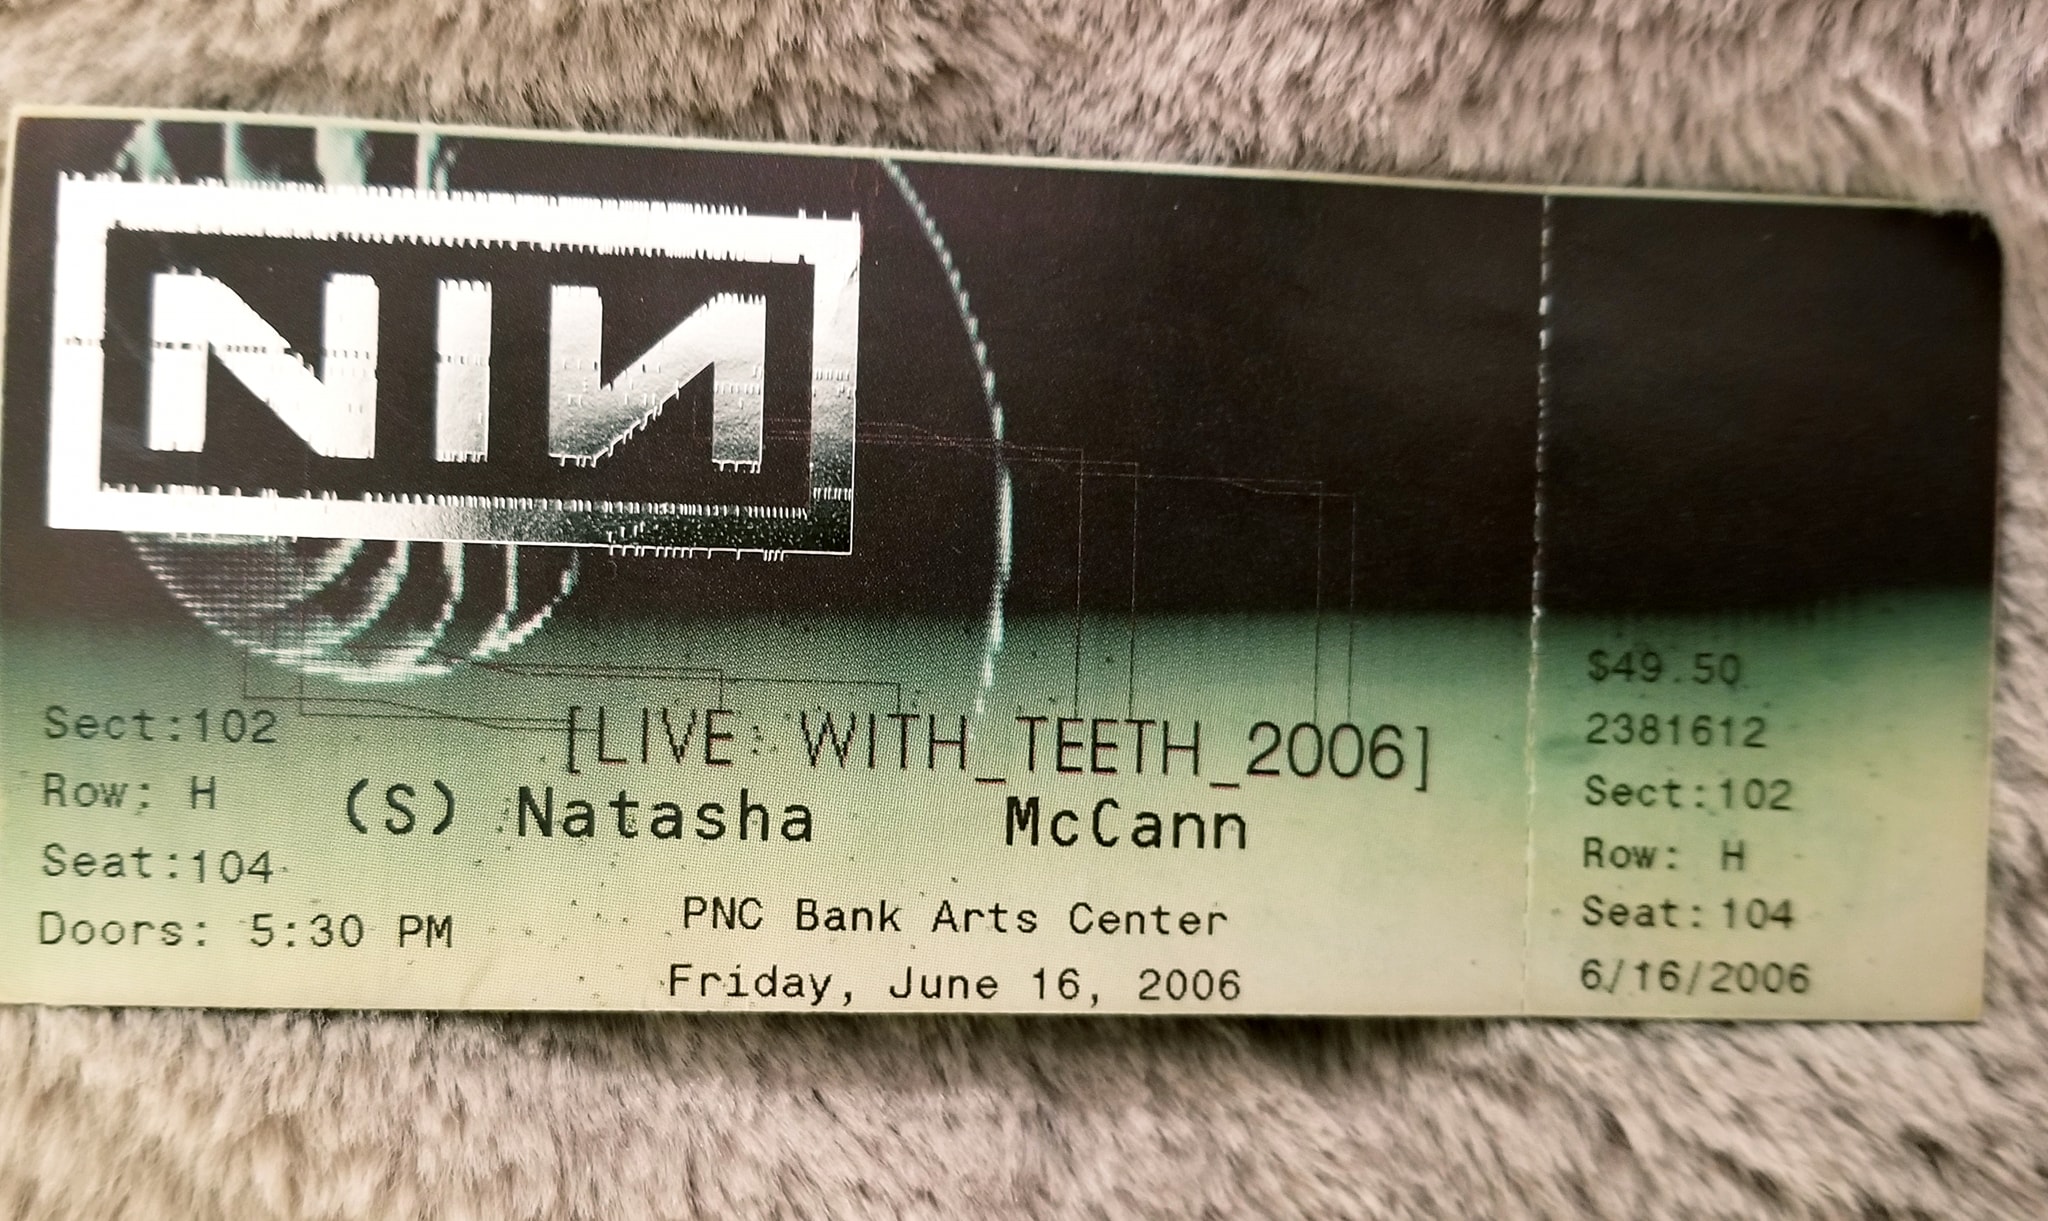 NIN
[LIVE: WITH_TEETH_2006]
Sect:102
Row: H
Seat:104
Doors: 5:30 PM
(S) Natasha McCann
PNC Bank Arts Center
Friday, June 16, 2006
$49.50
2381612
Sect:102
Row: H
Seat:104
6/16/2006